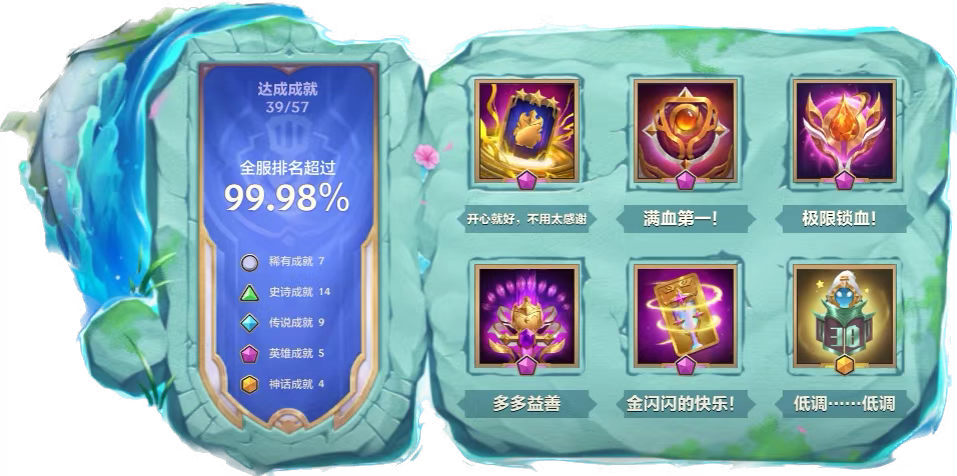 达成成就
39/57
全服排名超过
99.98%
稀有成就 7
史诗成就 14
传说成就 9
英雄成就 5
神话成就 4
开心就好，不用太感谢
满血第一！
极限锁血！
多多益善
金闪闪的快乐！
低调……低调
30